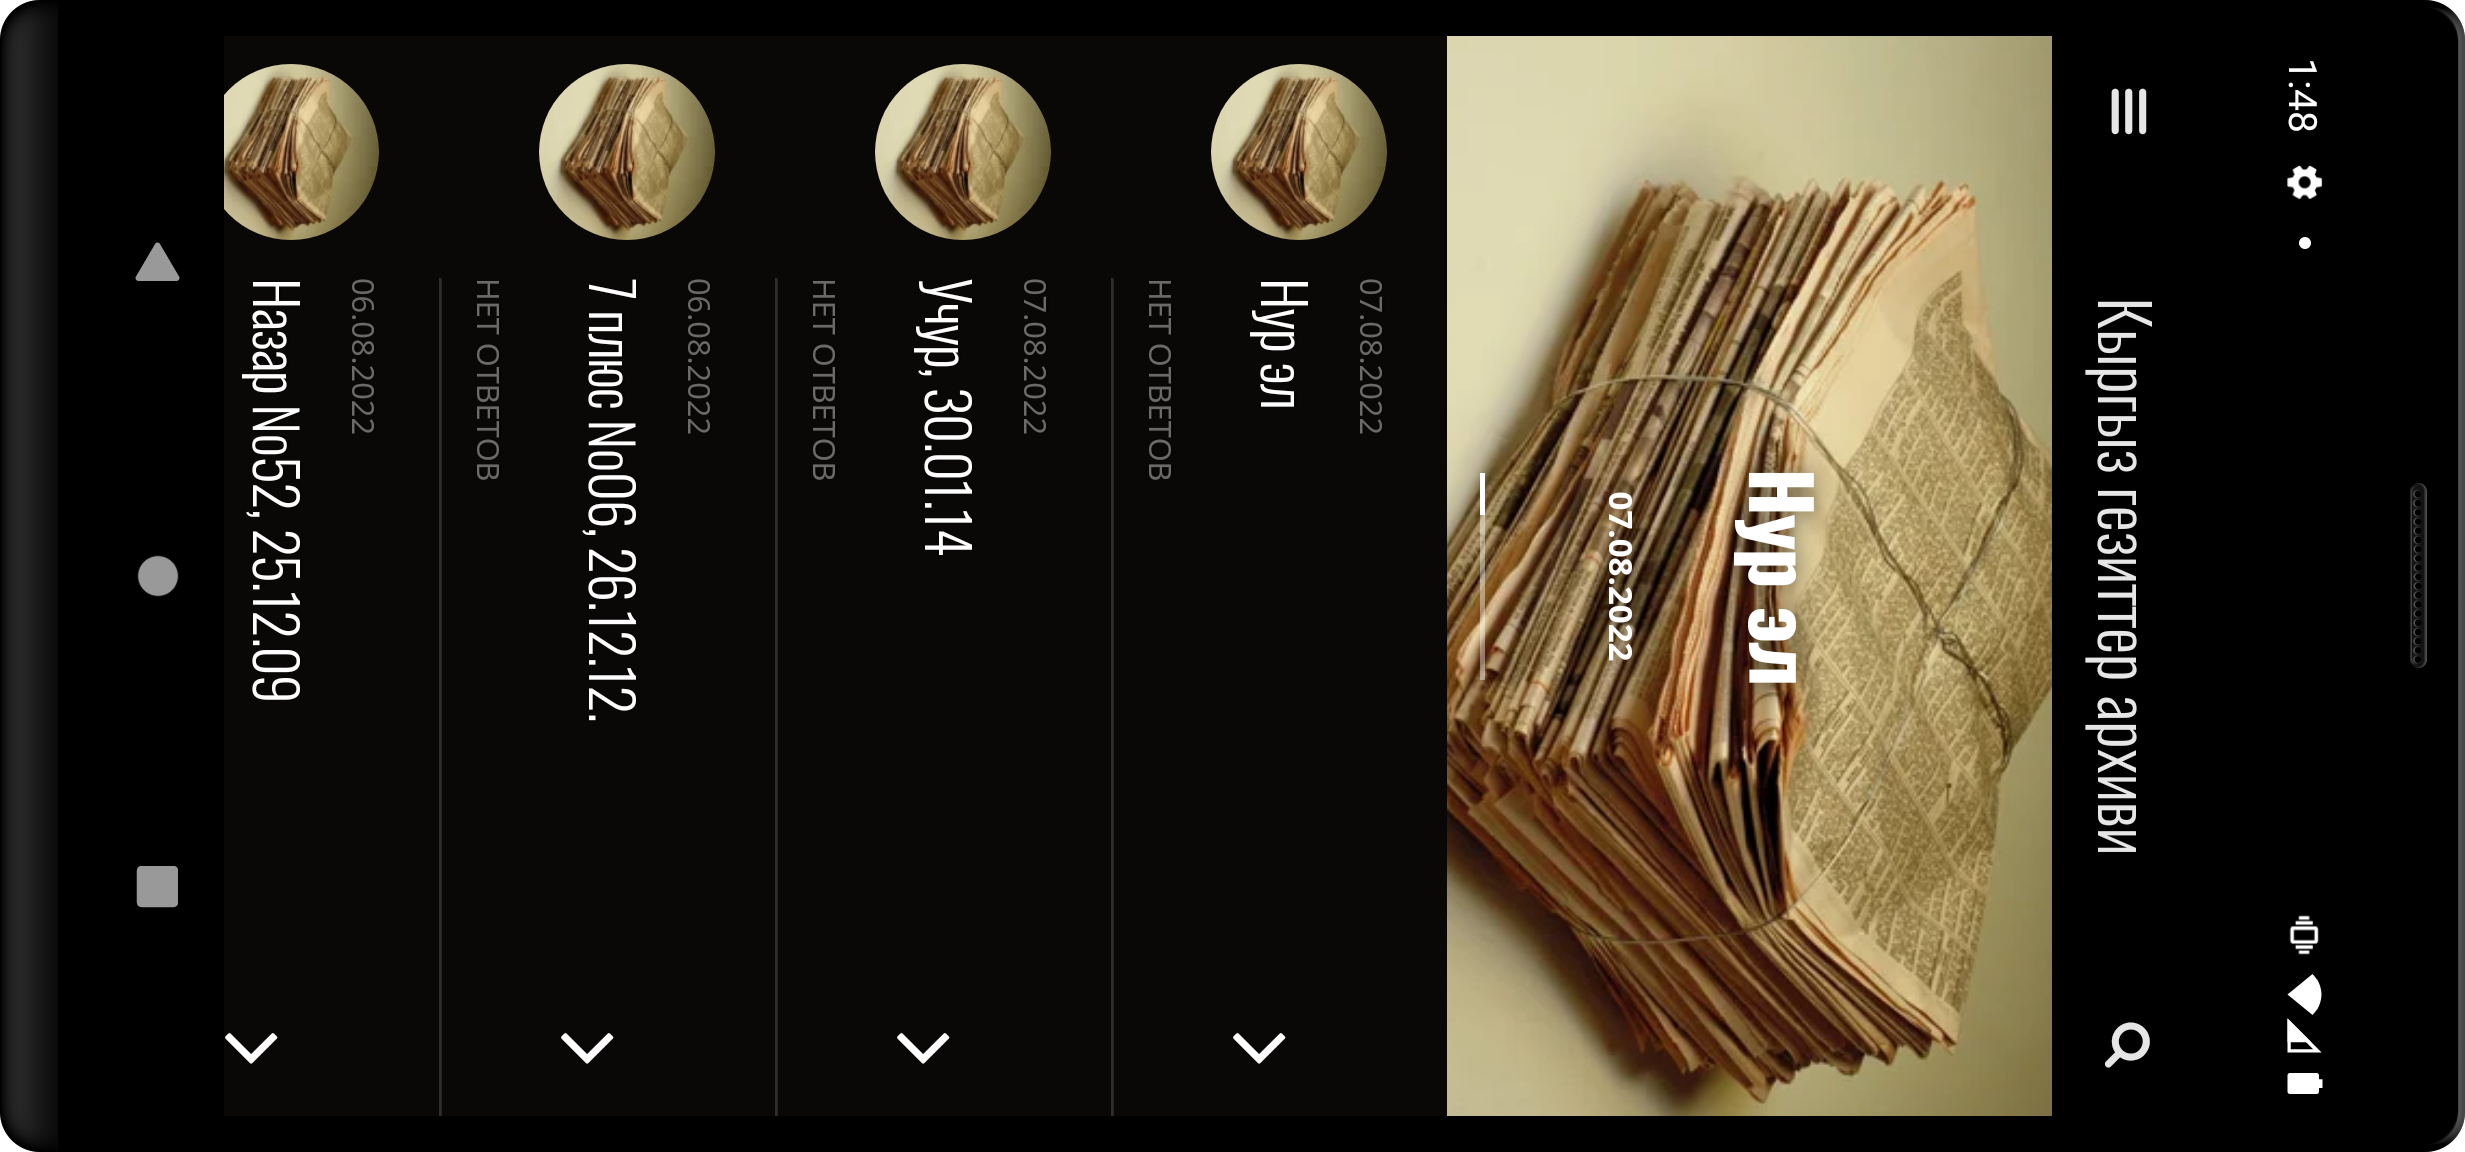 1:48
Кыргыз гезиттер архиви
Нур эл
07.08.2022
07.08.2022
Нур эл
НЕТ ОТВЕТОВ
07.08.2022
Учур, 30.01.14
НЕТ ОТВЕТОВ
06.08.2022
7 плюс No06, 26.12.12.
НЕТ ОТВЕТОВ
06.08.2022
Назар No52, 25.12.09